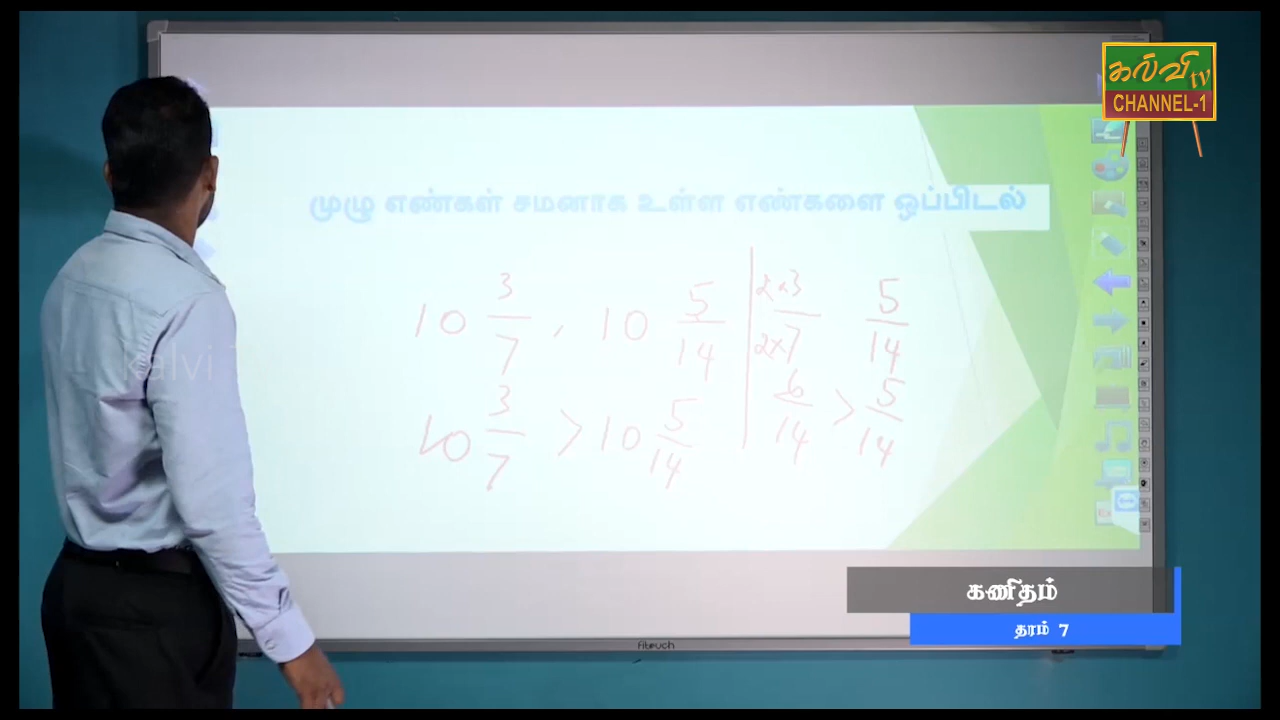 கல்வி tv
CHANNEL-1
முழு எண்கள் சமனாக உள்ள எண்களை ஒப்பிடல்
10 3/7 , 10 5/14 | 2×3/2×7 5/14
10 3/7 > 10 5/14 | 6/14 > 5/14
kalvi
கணிதம்
தரம் 7
fitouch